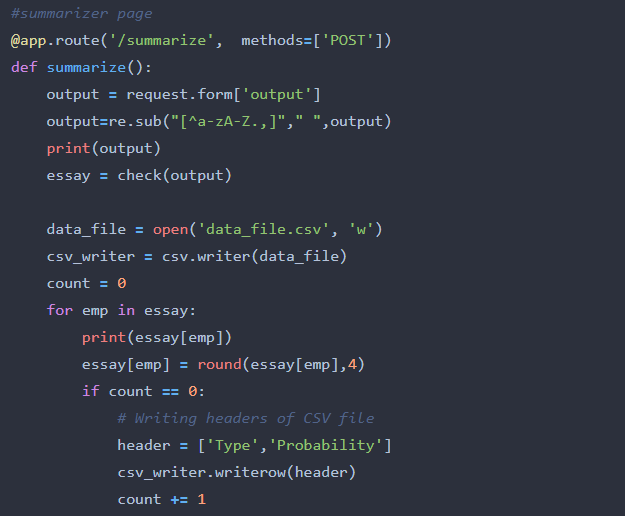 #summarizer page
@app.route('/summarize',  methods=['POST'])
def summarize():
    output = request.form['output']
    output=re.sub("[^a-zA-Z.,]"," ",output)
    print(output)
    essay = check(output)

    data_file = open('data_file.csv', 'w')
    csv_writer = csv.writer(data_file)
    count = 0
    for emp in essay:
        print(essay[emp])
        essay[emp] = round(essay[emp],4)
        if count == 0:
            # Writing headers of CSV file
            header = ['Type','Probability']
            csv_writer.writerow(header)
            count += 1